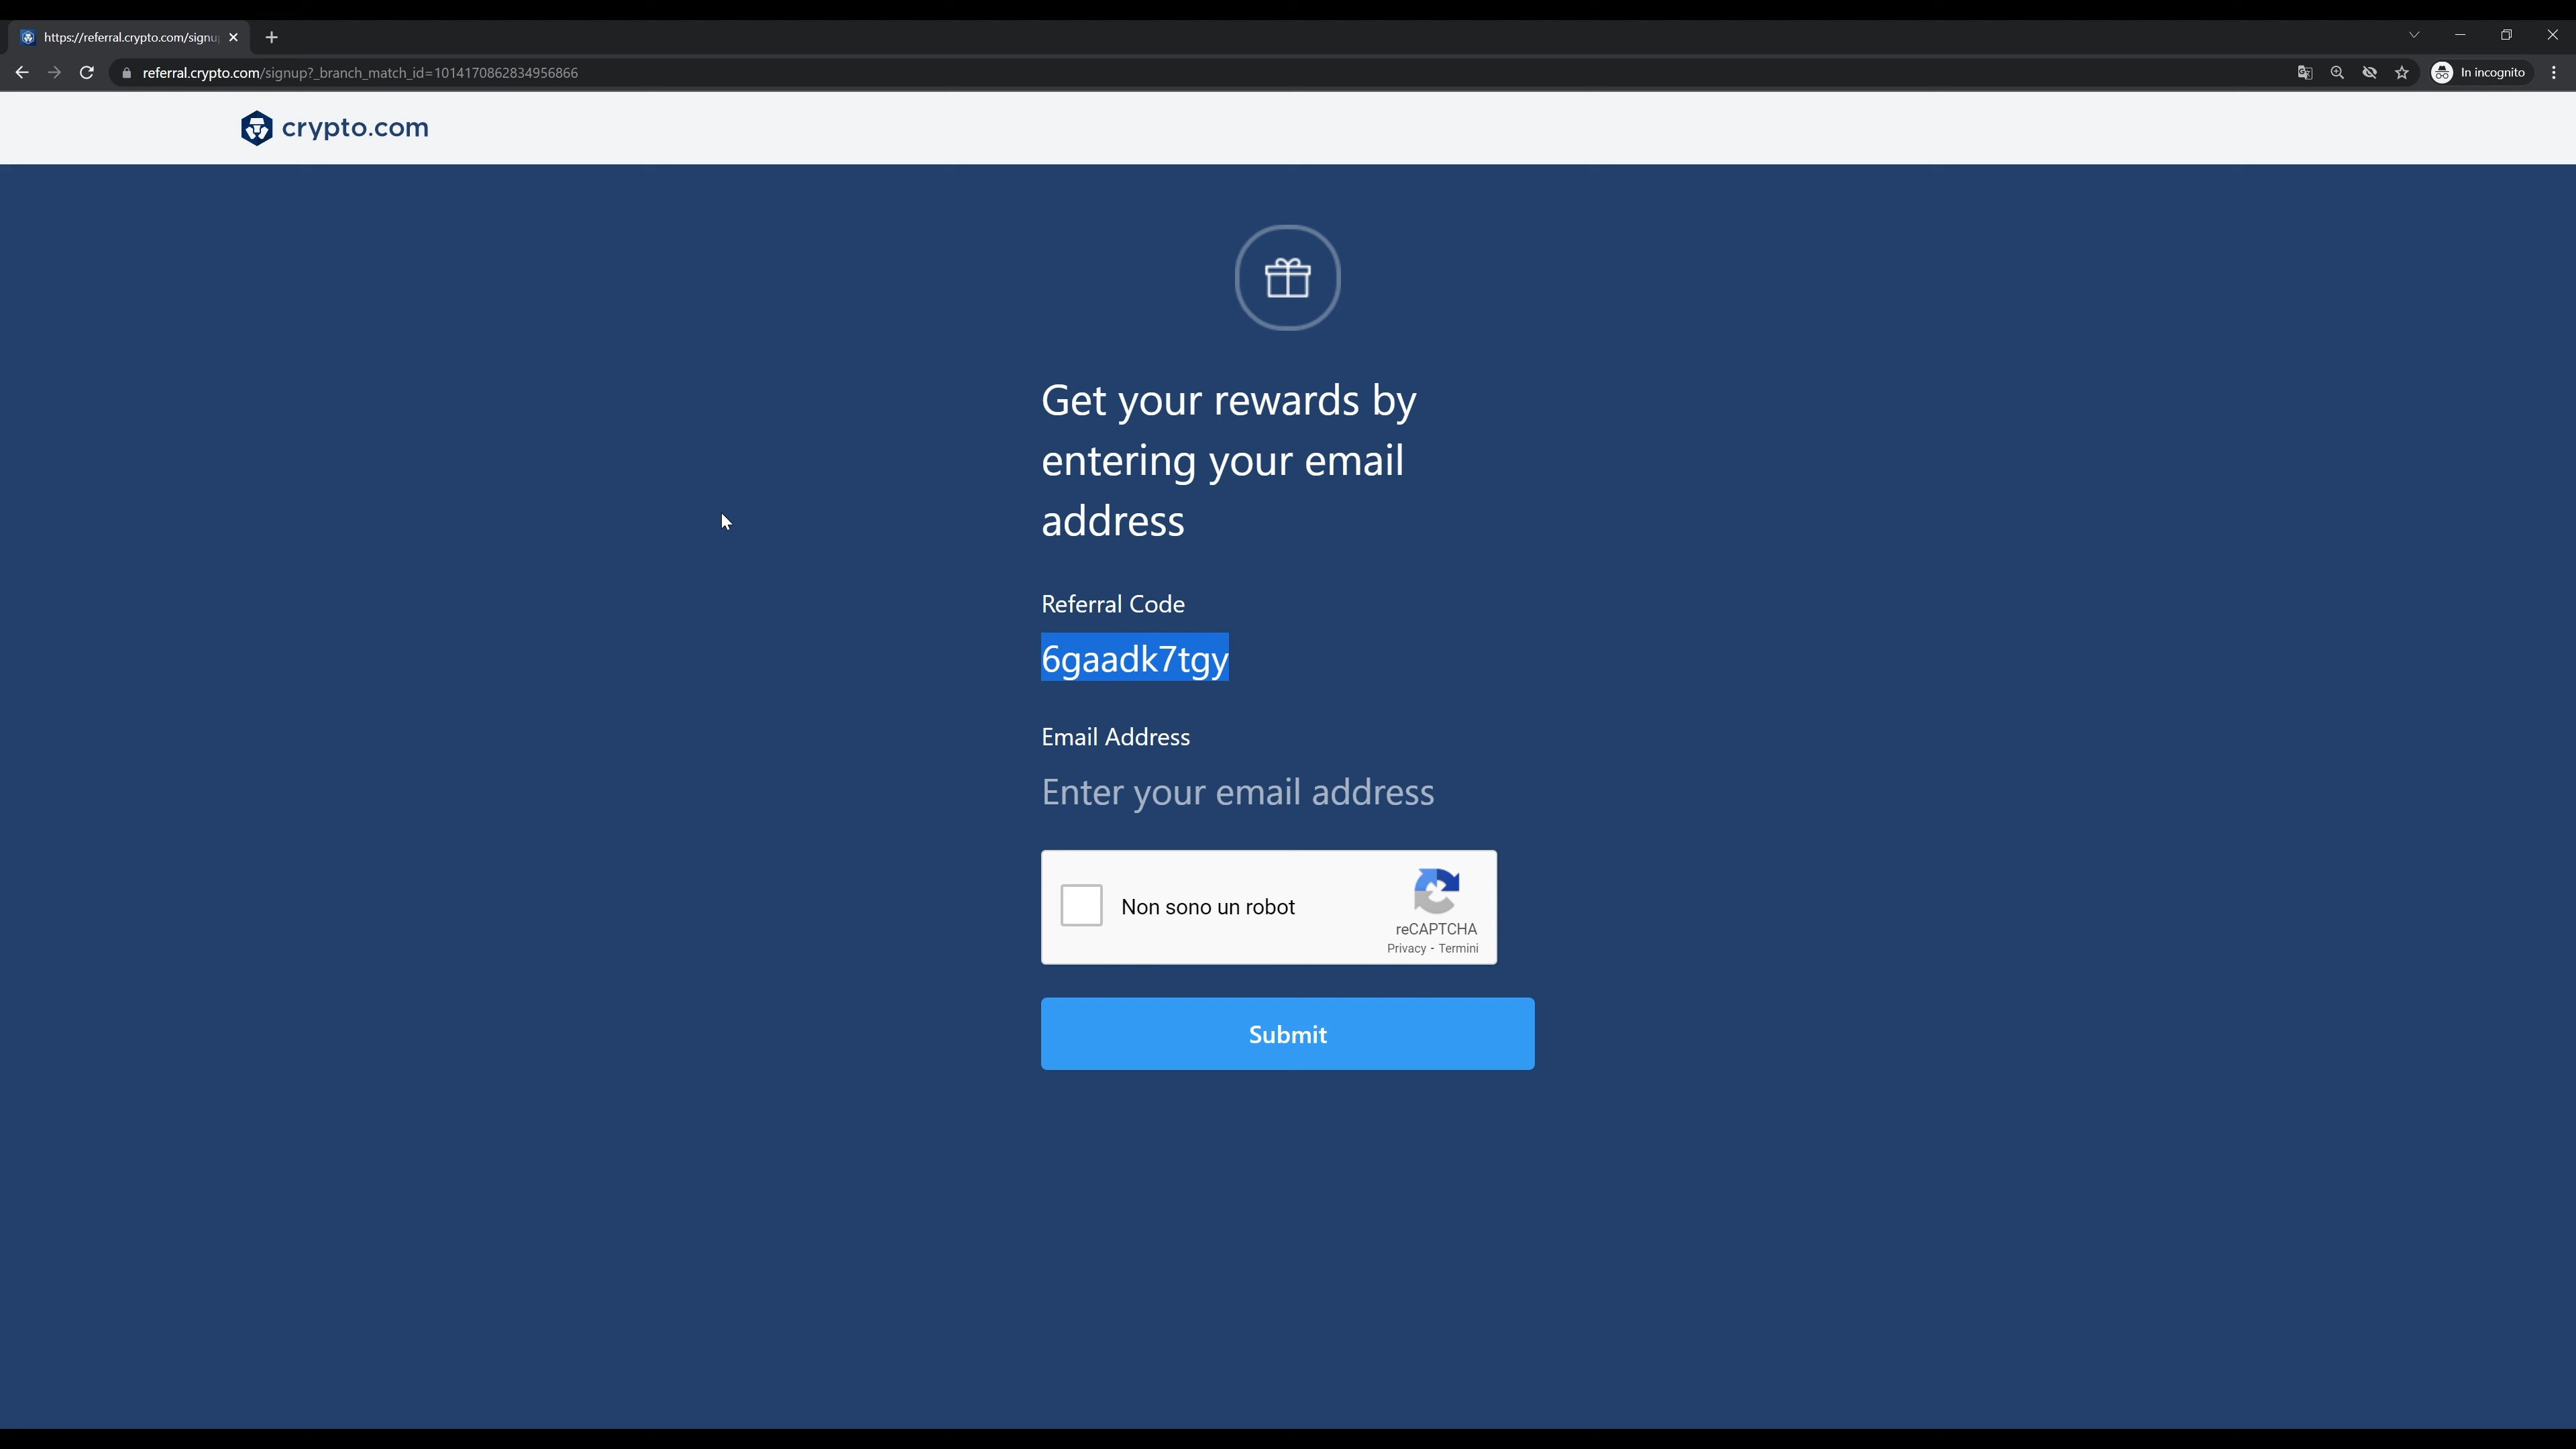 https://referral.crypto.com/signu
referral.crypto.com/signup?_branch_match_id=1014170862834956866
In incognito
crypto.com
Get your rewards by
entering your email
address
Referral Code
6gaadk7tgy
Email Address
Enter your email address
Non sono un robot
reCAPTCHA
Privacy - Termini
Submit